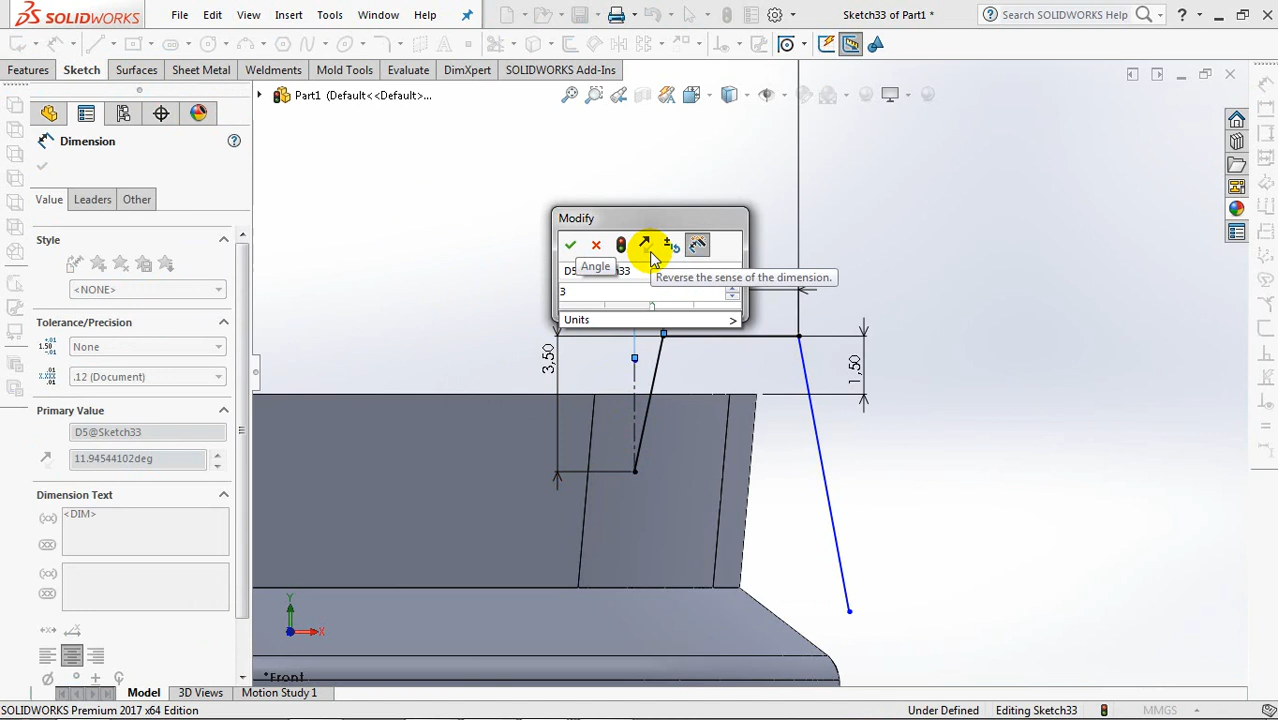 SOLIDWORKS
File Edit View Insert Tools Window Help
Sketch33 of Part1 *
Search SOLIDWORKS Help
?
Features Sketch Surfaces Sheet Metal Weldments Mold Tools Evaluate DimXpert SOLIDWORKS Add-Ins
Part1 (Default<<Default>...
Dimension
?
Value Leaders Other
Style
<NONE>
Tolerance/Precision
None
.12 (Document)
Primary Value
D5@Sketch33
11.94544102deg
Dimension Text
<DIM>
Modify
Angle
Reverse the sense of the dimension.
3
Units >
3,50
1,50
Y
X
*Front
Model 3D Views Motion Study 1
SOLIDWORKS Premium 2017 x64 Edition
Under Defined
Editing Sketch33
MMGS